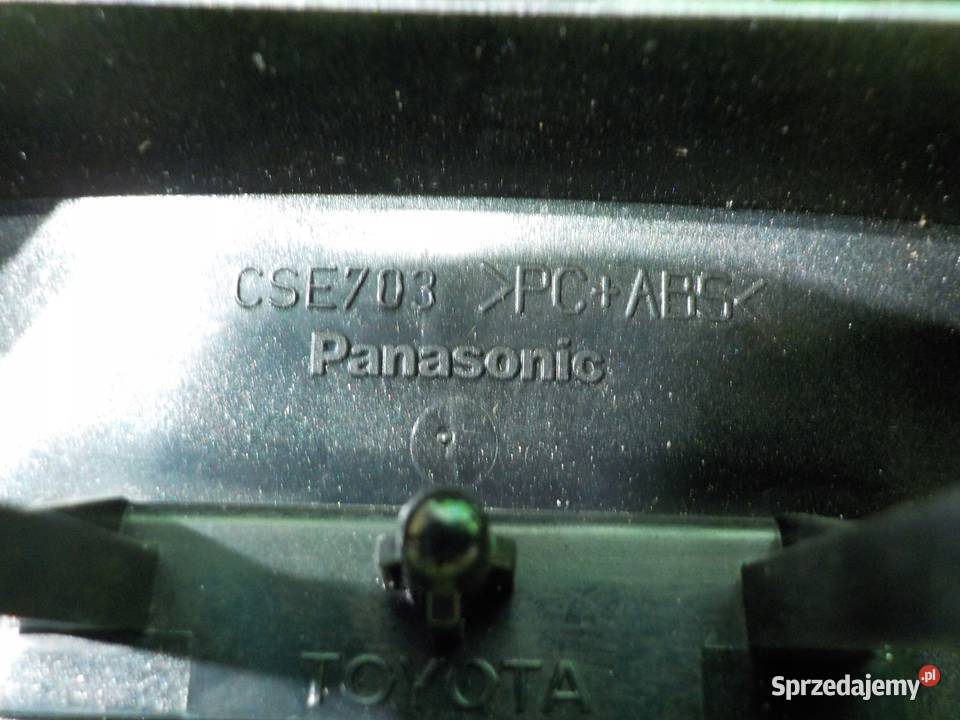 CSE703 >PC+ABS<
Panasonic
TOYOTA
Sprzedajemy.pl